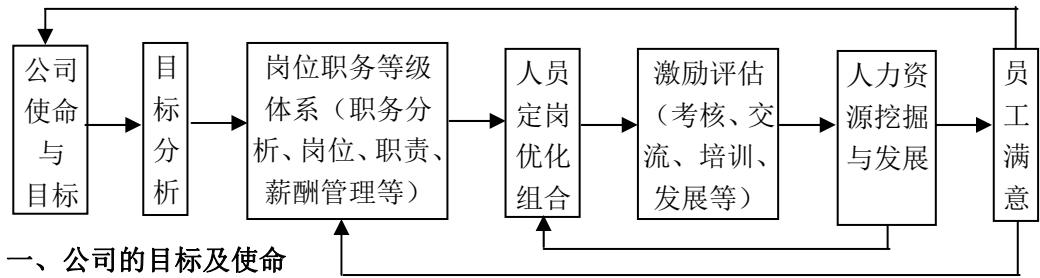 公司
使命
与
目标
目
标
分
析
岗位职务等级
体系（职务分
析、岗位、职责、
薪酬管理等）
人员
定岗
优化
组合
激励评估
（考核、交
流、培训、
发展等）
人力资
源挖掘
与发展
员
工
满
意
一、公司的目标及使命